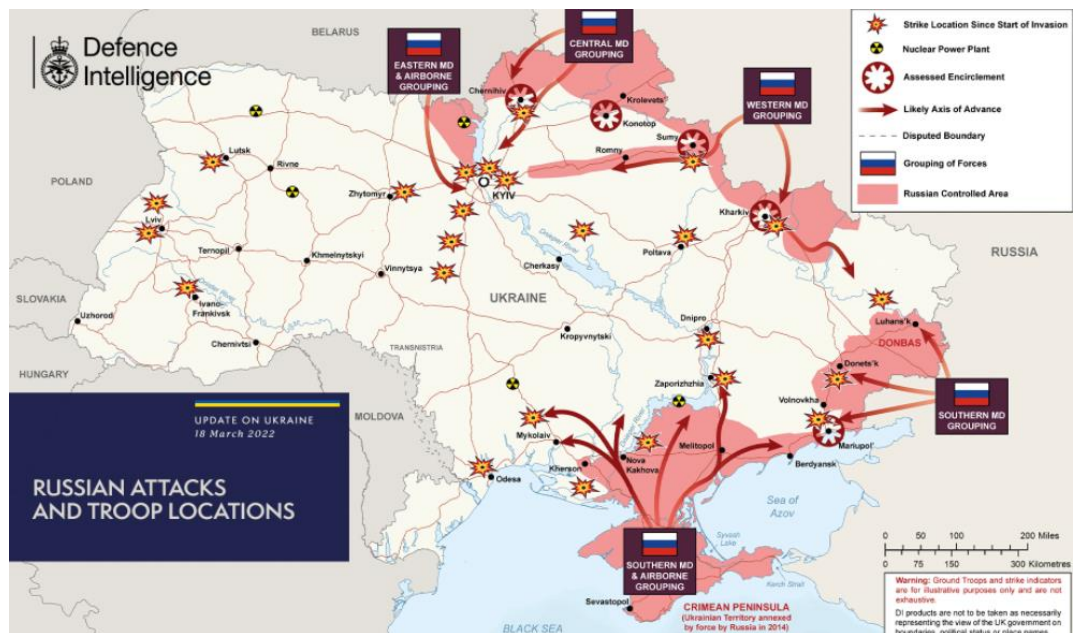 Defence
Intelligence
BELARUS
EASTERN MD
& AIRBORNE
GROUPING
CENTRAL MD
GROUPING
WESTERN MD
GROUPING
Strike Location Since Start of Invasion
Nuclear Power Plant
Assessed Encirclement
Likely Axis of Advance
Disputed Boundary
Grouping of Forces
Russian Controlled Area
Chernihiv
Krolevets'
Konotop
Sumy
Romny
Lutsk
Rivne
POLAND
Zhytomyr
KYIV
Kharkiv
Lviv
Ternopil
Khmelnytskyi
Vinnytsya
Cherkasy
Poltava
RUSSIA
SLOVAKIA
Uzhorod
Ivano-
Frankivsk
Chernivtsi
UKRAINE
Dnipro
Kropyvnytski
TRANSNISTRIA
Luhans'k
DONBAS
Donets'k
HUNGARY
MOLDOVA
Zaporizhzhia
Volnovkha
SOUTHERN MD
GROUPING
UPDATE ON UKRAINE
18 March 2022
RUSSIAN ATTACKS
AND TROOP LOCATIONS
Mykolaiv
Kherson
Nova
Kakhova
Melitopol
Mariupol'
Berdyansk
Odesa
Sea of
Azov
Syvash
Lake
SOUTHERN MD
& AIRBORNE
GROUPING
Kerch Strait
Sevastopol
BLACK SEA
CRIMEAN PENINSULA
(Ukrainian Territory annexed
by force by Russia in 2014)
0 50 100 200 Miles
0 75 150 300 Kilometres
Warning: Ground Troops and strike indicators
are for illustrative purposes only and are not
exhaustive.
DI products are not to be taken as necessarily
representing the view of the UK government on
boundaries, political status or place names